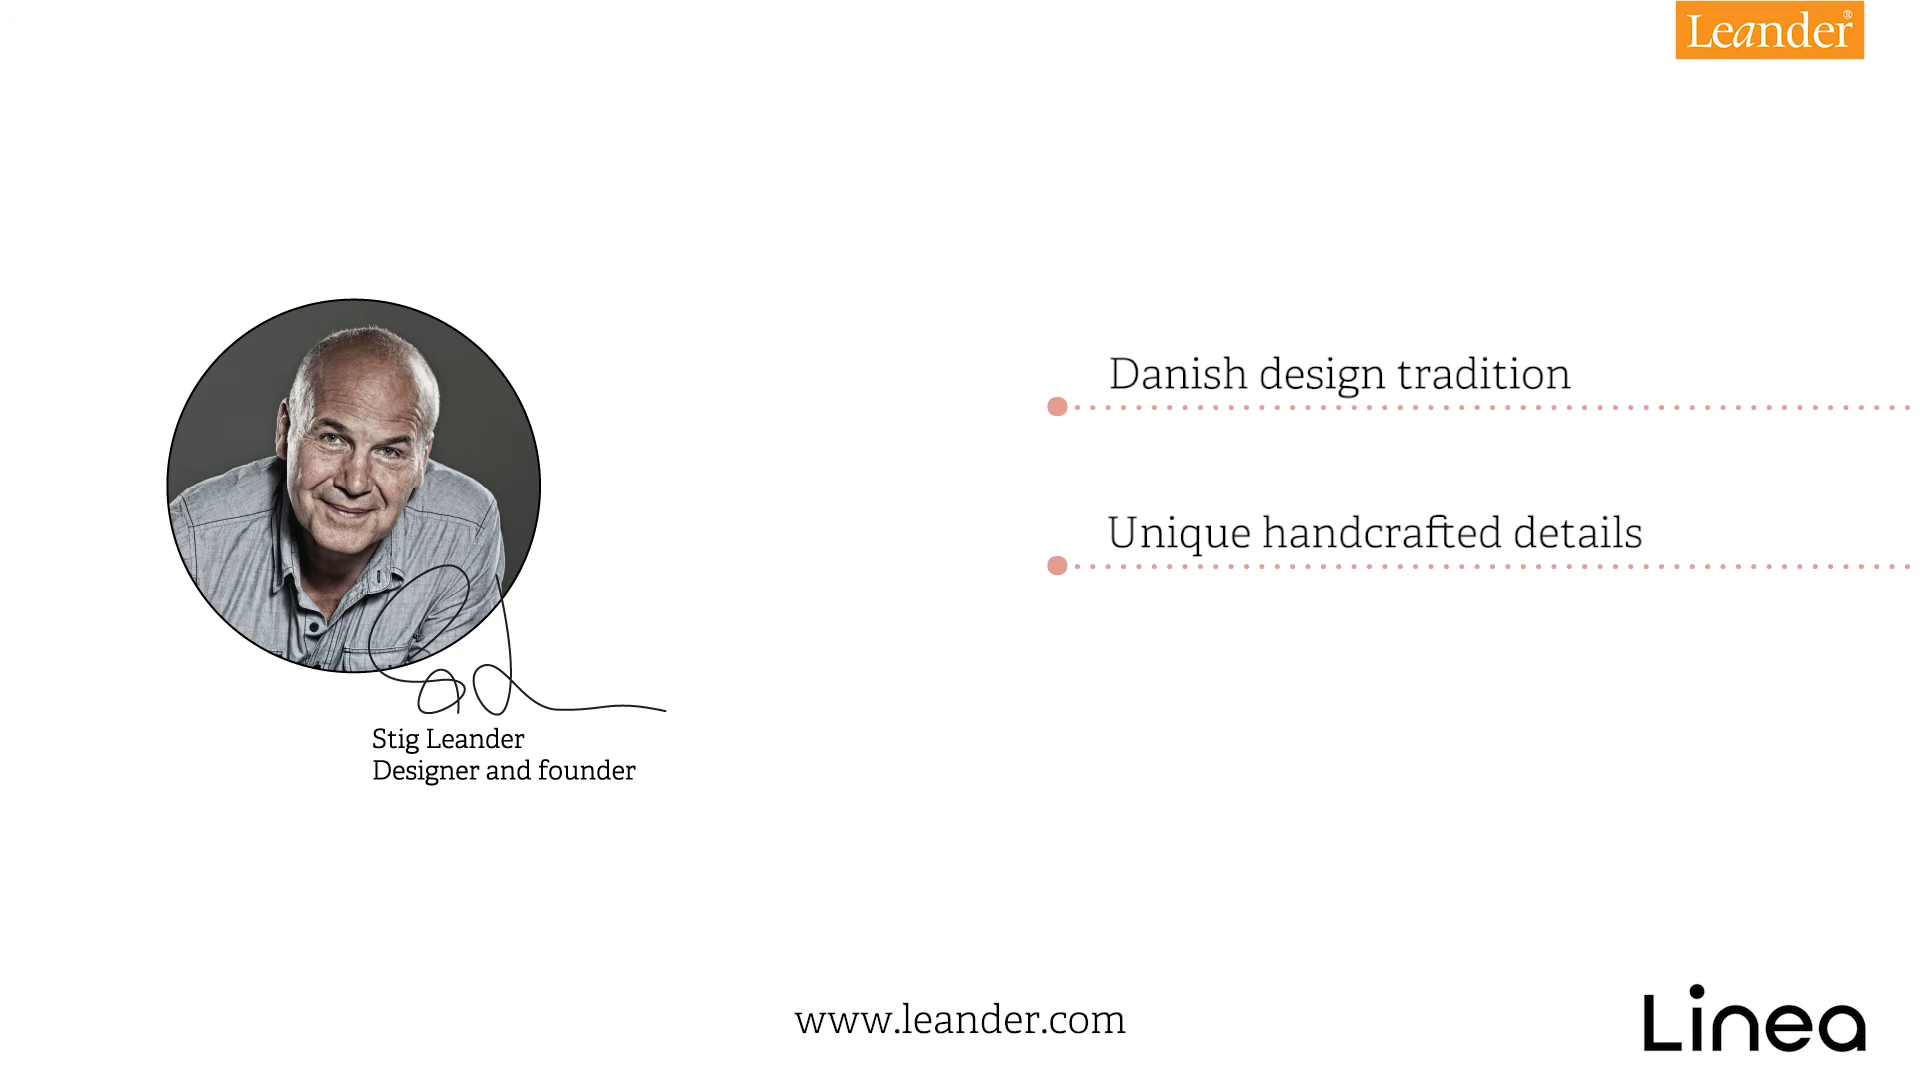 Leander®
Danish design tradition
Unique handcrafted details
Stig Leander
Designer and founder
www.leander.com
Linea